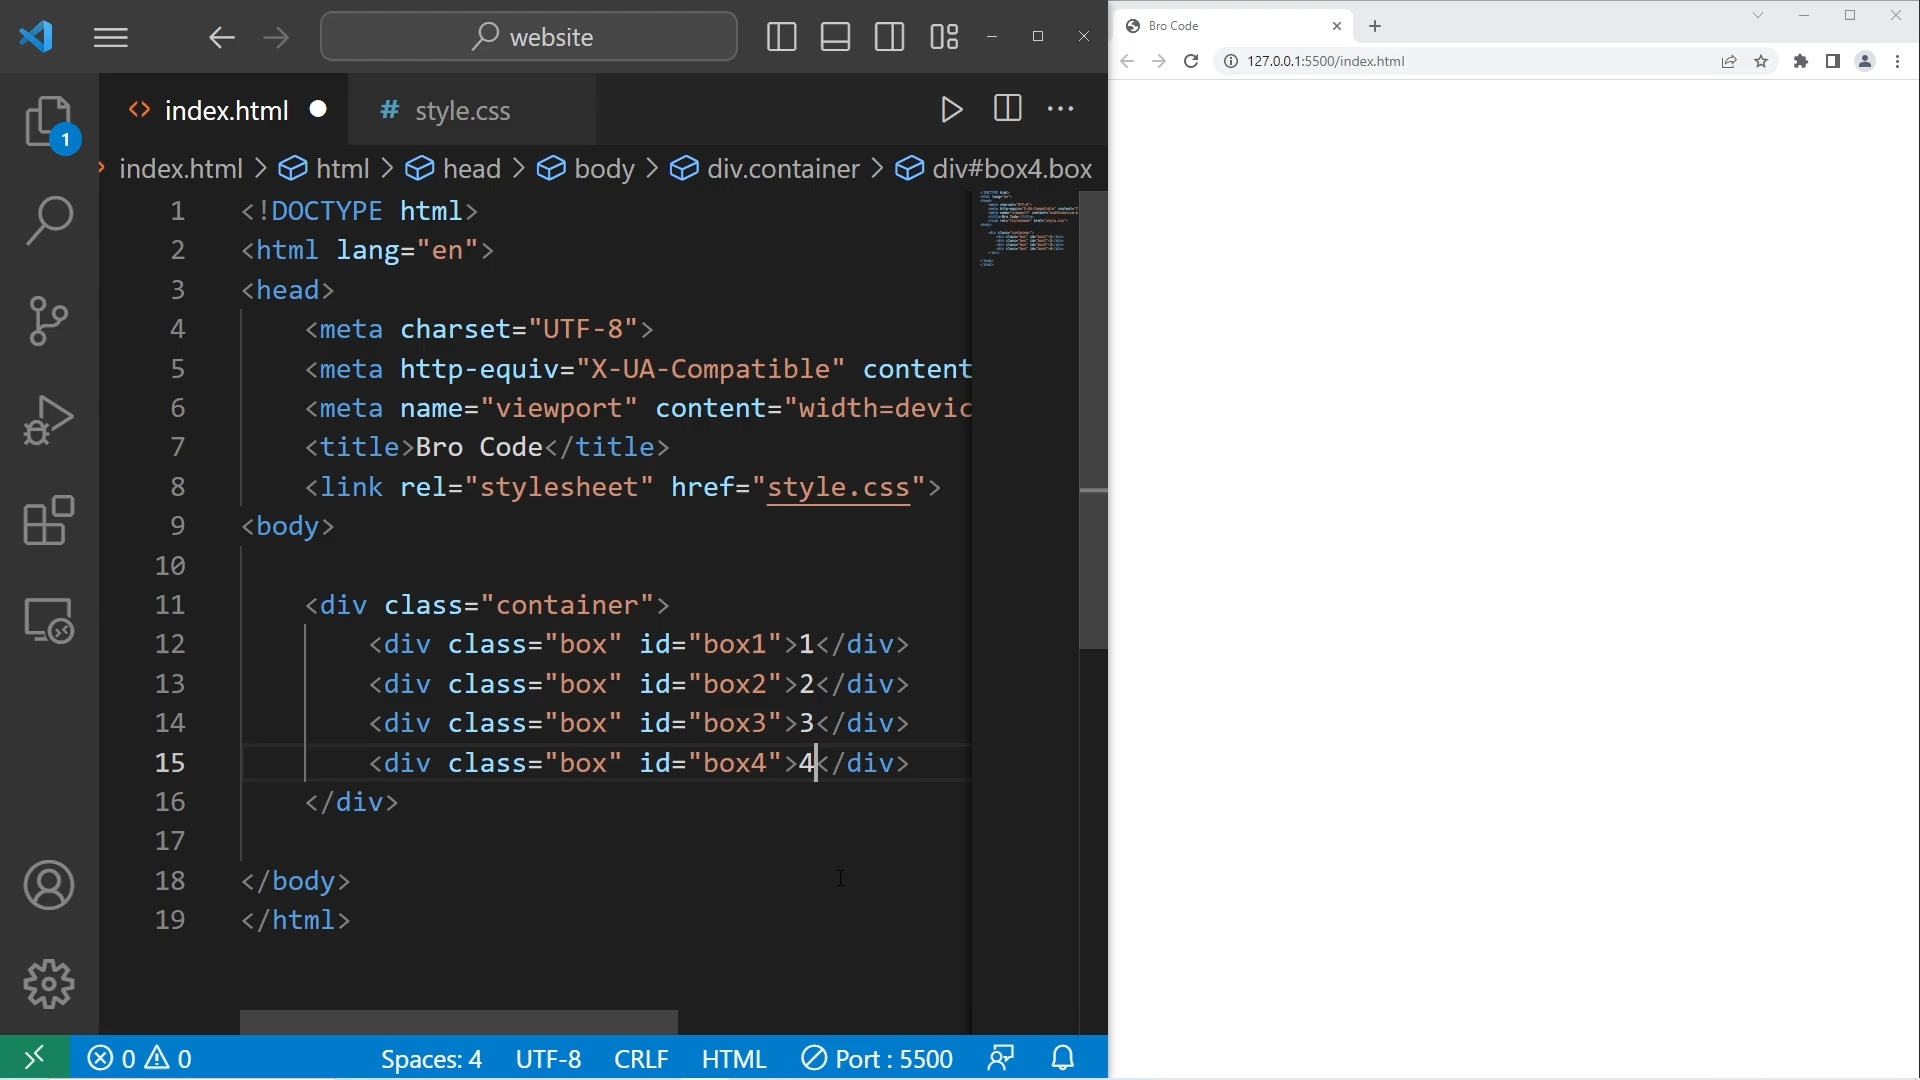 website
index.html
# style.css
index.html > html > head > body > div.container > div#box4.box
1 <!DOCTYPE html>
2 <html lang="en">
3 <head>
4 <meta charset="UTF-8">
5 <meta http-equiv="X-UA-Compatible" content
6 <meta name="viewport" content="width=devic
7 <title>Bro Code</title>
8 <link rel="stylesheet" href="style.css">
9 <body>
10
11 <div class="container">
12 <div class="box" id="box1">1</div>
13 <div class="box" id="box2">2</div>
14 <div class="box" id="box3">3</div>
15 <div class="box" id="box4">4</div>
16 </div>
17
18 </body>
19 </html>
1
0 0 Spaces: 4 UTF-8 CRLF HTML Port : 5500
Bro Code
127.0.0.1:5500/index.html